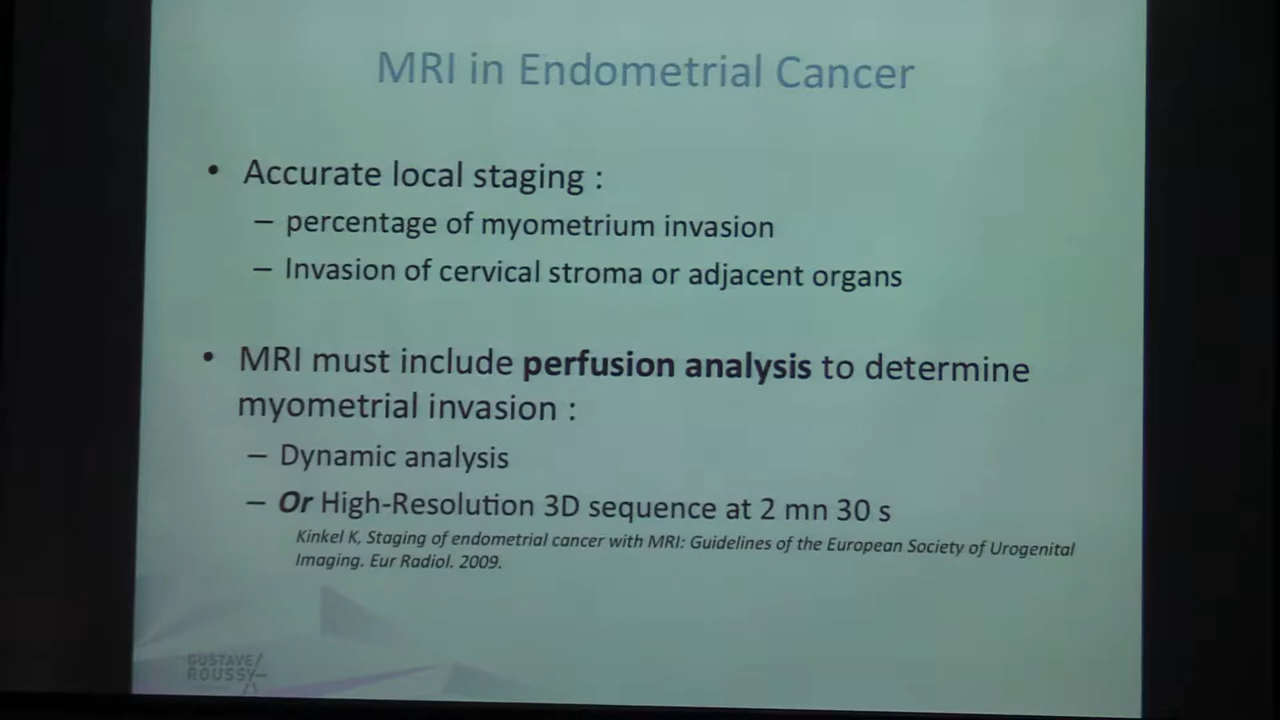 MRI in Endometrial Cancer
• Accurate local staging :
– percentage of myometrium invasion
– Invasion of cervical stroma or adjacent organs
• MRI must include perfusion analysis to determine
myometrial invasion :
– Dynamic analysis
– Or High-Resolution 3D sequence at 2 mn 30 s
Kinkel K, Staging of endometrial cancer with MRI: Guidelines of the European Society of Urogenital
Imaging. Eur Radiol. 2009.
GUSTAVE/
ROUSSY